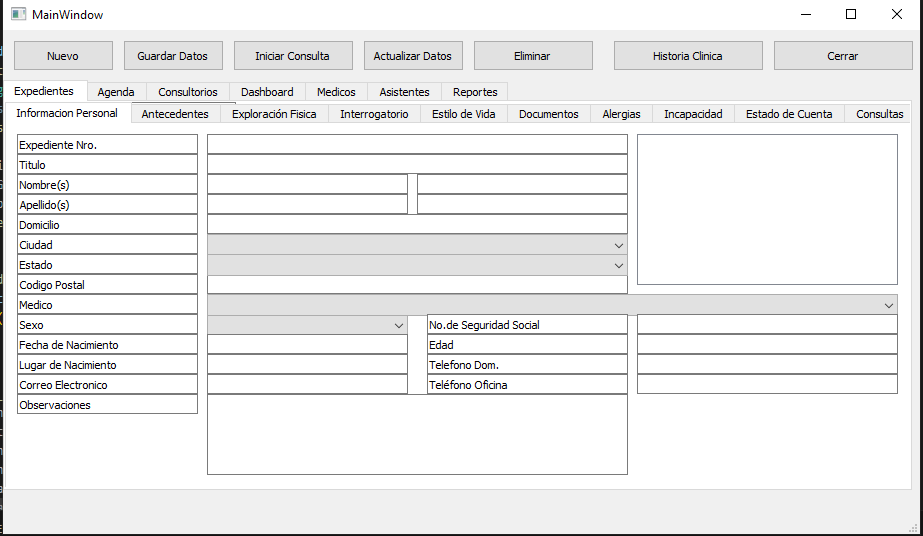 MainWindow
Nuevo Guardar Datos Iniciar Consulta Actualizar Datos Eliminar Historia Clinica Cerrar
Expedientes Agenda Consultorios Dashboard Medicos Asistentes Reportes
Informacion Personal Antecedentes Exploración Fisica Interrogatorio Estilo de Vida Documentos Alergias Incapacidad Estado de Cuenta Consultas
Expediente Nro.
Titulo
Nombre(s)
Apellido(s)
Domicilio
Ciudad
Estado
Codigo Postal
Medico
Sexo No.de Seguridad Social
Fecha de Nacimiento Edad
Lugar de Nacimiento Telefono Dom.
Correo Electronico Teléfono Oficina
Observaciones